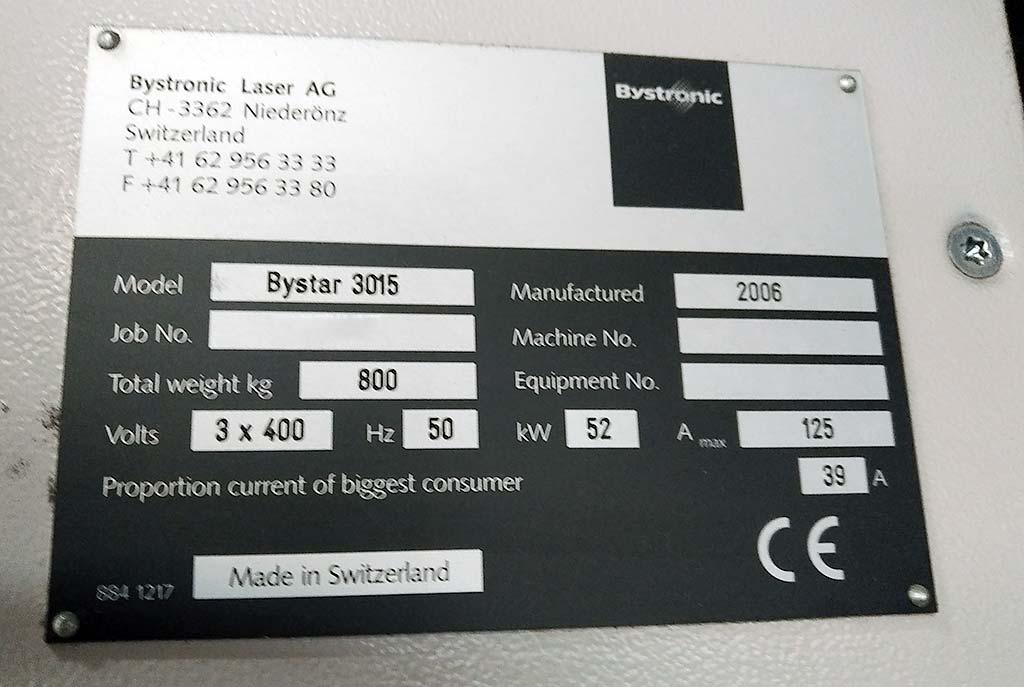 Bystronic Laser AG
CH-3362 Niederönz
Switzerland
T +41 62 956 33 33
F +41 62 956 33 80
Bystronic
Model Bystar 3015 Manufactured 2006
Job No. Machine No.
Total weight kg 800 Equipment No.
Volts 3 x 400 Hz 50 kW 52 A max 125
Proportion current of biggest consumer 39 A
CE
884 1217 Made in Switzerland